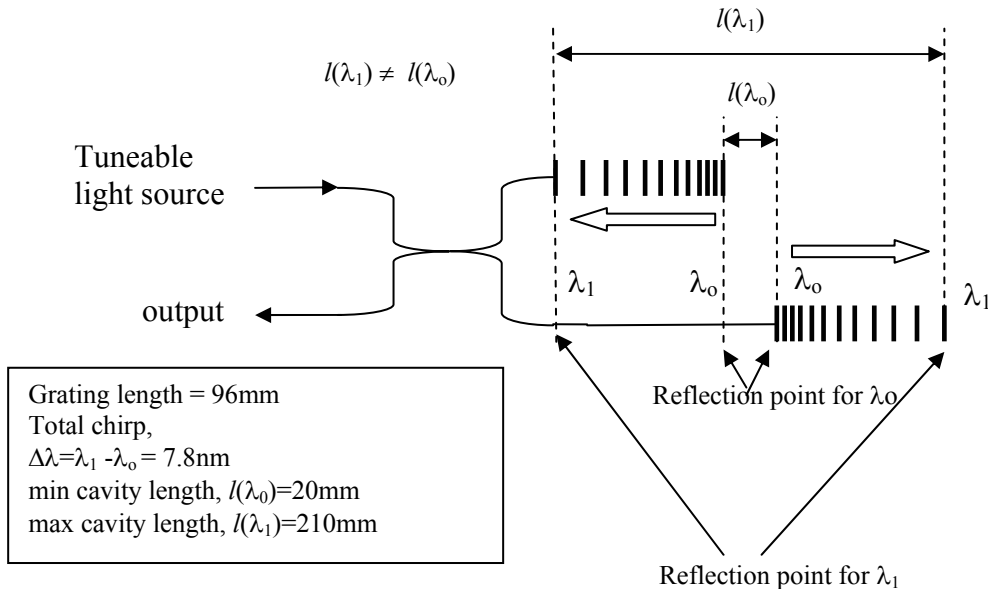 l(λ₁)
l(λ₁) ≠ l(λₒ)
l(λₒ)
Tuneable
light source
λ₁
λₒ
λₒ
λ₁
output
Reflection point for λo
Grating length = 96mm
Total chirp,
Δλ=λ₁ -λₒ = 7.8nm
min cavity length, l(λ₀)=20mm
max cavity length, l(λ₁)=210mm
Reflection point for λ₁